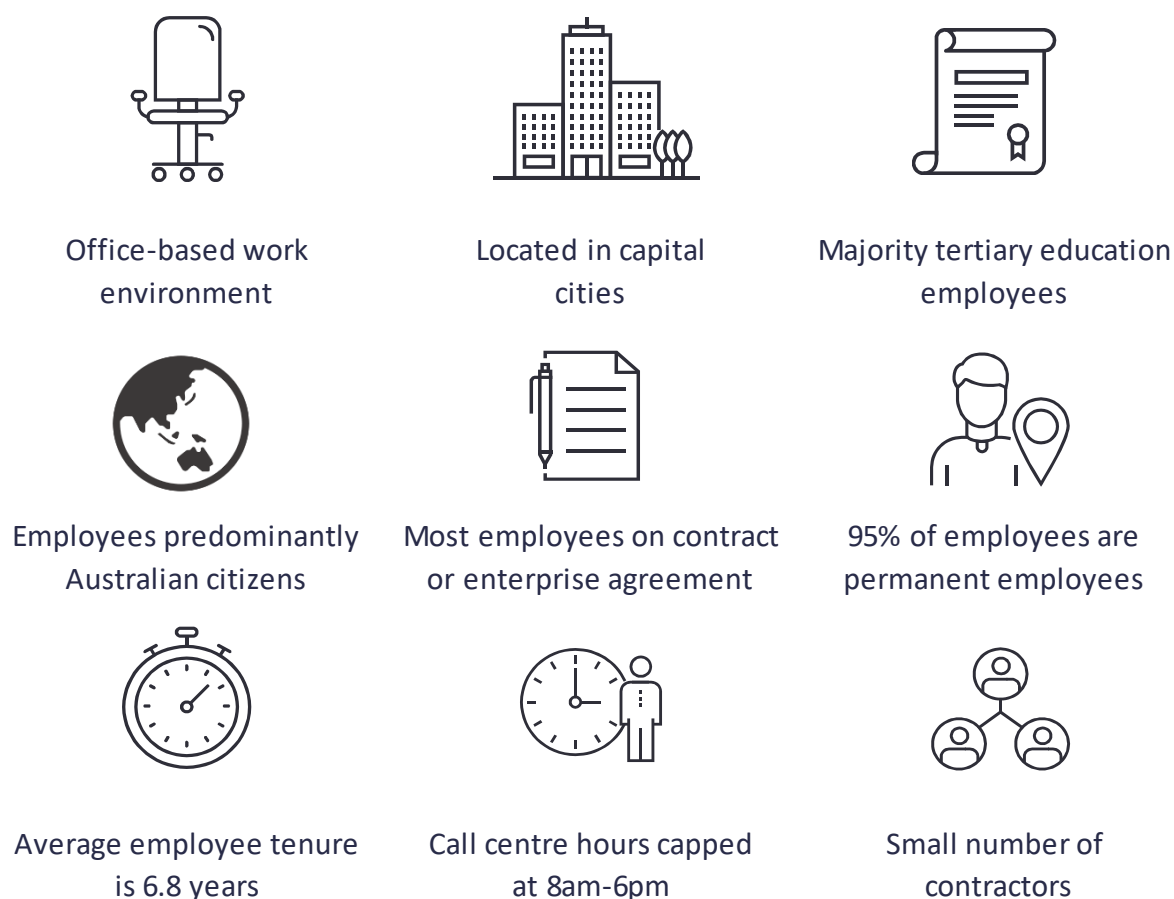 Office-based work
environment
Located in capital
cities
Majority tertiary education
employees
Employees predominantly
Australian citizens
Most employees on contract
or enterprise agreement
95% of employees are
permanent employees
Average employee tenure
is 6.8 years
Call centre hours capped
at 8am-6pm
Small number of
contractors